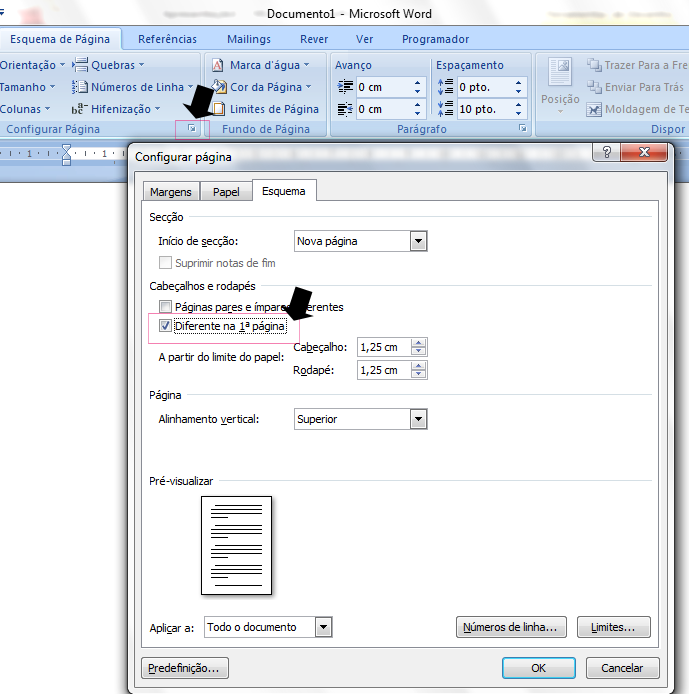 Documento1 - Microsoft Word
Esquema de Página Referências Mailings Rever Ver Programador
Orientação Quebras Marca d'água Avanço Espaçamento Trazer Para a Fre
Tamanho Números de Linha Cor da Página 0 cm 0 pto. Enviar Para Trás
Colunas Hifenização Limites de Página 0 cm 10 pto. Posição Moldagem de Te
Configurar Página Fundo de Página Parágrafo Dispor
1 1 1
Configurar página
Margens Papel Esquema
Secção
Início de secção: Nova página
Suprimir notas de fim
Cabeçalhos e rodapés
Páginas pares e ímpares
Diferente na 1ª página
Cabeçalho: 1,25 cm
A partir do limite do papel:
Rodapé: 1,25 cm
Página
Alinhamento vertical: Superior
Pré-visualizar
Aplicar a: Todo o documento Números de linha... Limites...
Predefinição... OK Cancelar